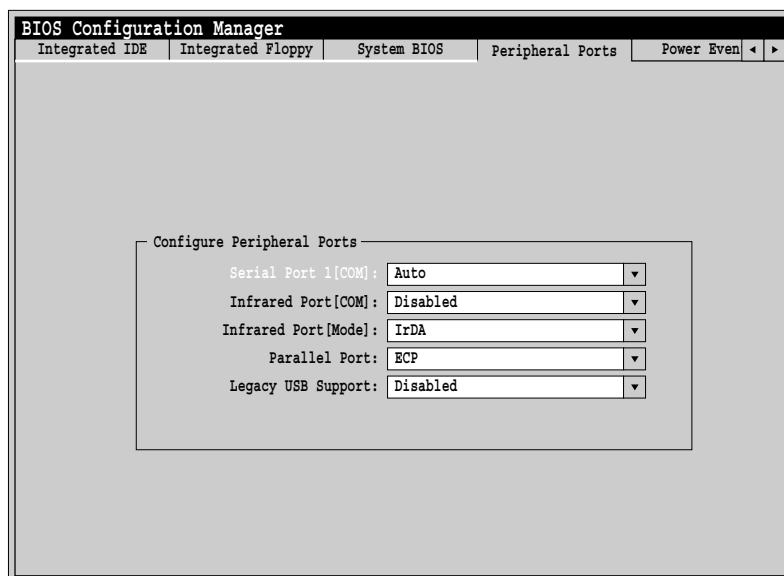 BIOS Configuration Manager
Integrated IDE Integrated Floppy System BIOS Peripheral Ports Power Even
Configure Peripheral Ports
Serial Port 1[COM]: Auto
Infrared Port[COM]: Disabled
Infrared Port[Mode]: IrDA
Parallel Port: ECP
Legacy USB Support: Disabled